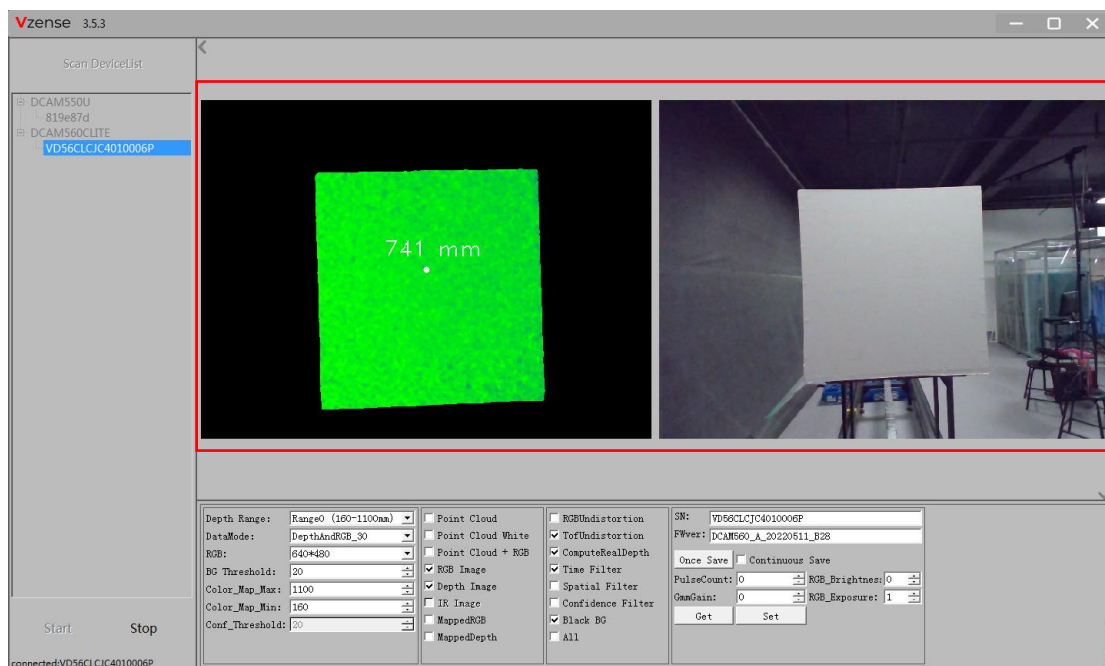 Vzense 3.5.3
Scan DeviceList
DCAM550U
819e87d
DCAM560CLITE
VD56CLCJC4010006P
741 mm
Depth Range: Range0 (160-1100mm)
DataMode: DepthAndRGB_30
RGB: 640*480
BG Threshold: 20
Color_Map_Max: 1100
Color_Map_Min: 160
Conf_Threshold: 20
Point Cloud
Point Cloud White
Point Cloud + RGB
RGB Image
Depth Image
IR Image
MappedRGB
MappedDepth
RGBUndistortion
TofUndistortion
ComputeRealDepth
Time Filter
Spatial Filter
Confidence Filter
Black BG
All
SN: VD56CLCJC4010006P
FWver: DCAM560_A_20220511_B28
Once Save Continuous Save
PulseCount: 0 RGB_Brightnes: 0
GmmGain: 0 RGB_Exposure: 1
Get Set
Start Stop
connected:VD56CLCJC4010006P